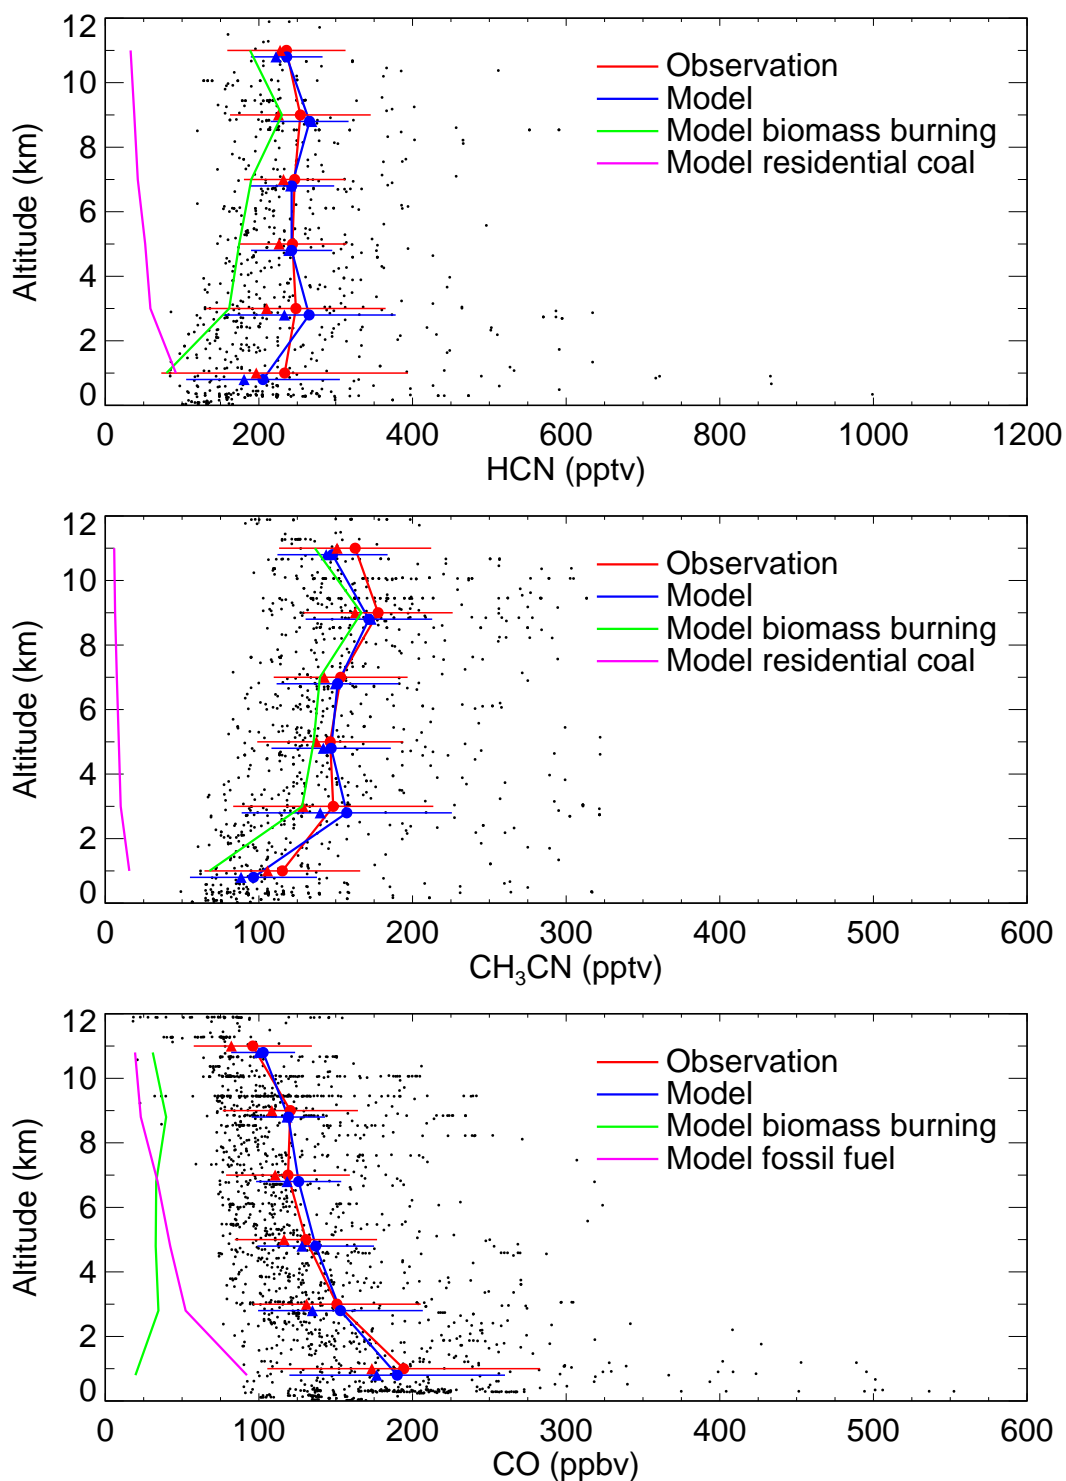 12
10
8
6
4
2
0
Altitude (km)
Observation
Model
Model biomass burning
Model residential coal
0 200 400 600 800 1000 1200
HCN (pptv)
12
10
8
6
4
2
0
Altitude (km)
Observation
Model
Model biomass burning
Model residential coal
0 100 200 300 400 500 600
CH₃CN (pptv)
12
10
8
6
4
2
0
Altitude (km)
Observation
Model
Model biomass burning
Model fossil fuel
0 100 200 300 400 500 600
CO (ppbv)